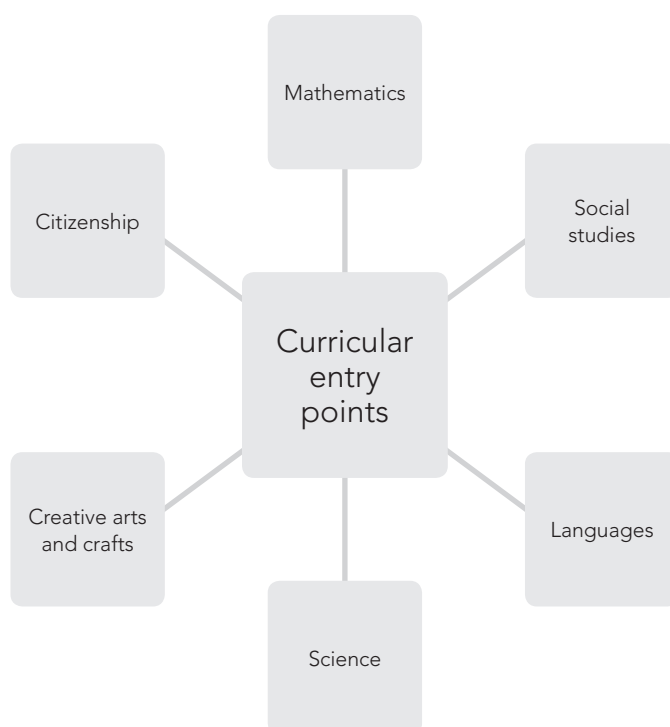 Mathematics
Citizenship
Social
studies
Curricular
entry
points
Creative arts
and crafts
Languages
Science